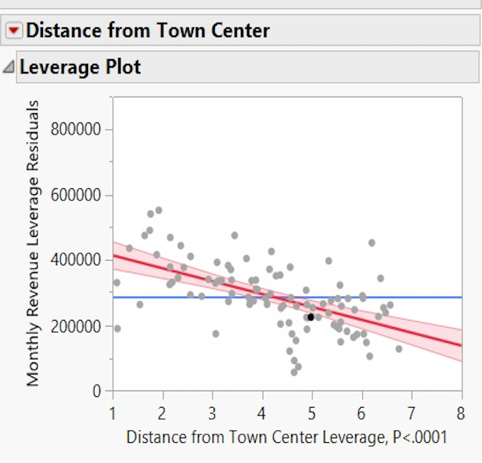 Distance from Town Center
Leverage Plot
Monthly Revenue Leverage Residuals
800000
600000
400000
200000
0
1 2 3 4 5 6 7 8
Distance from Town Center Leverage, P<.0001